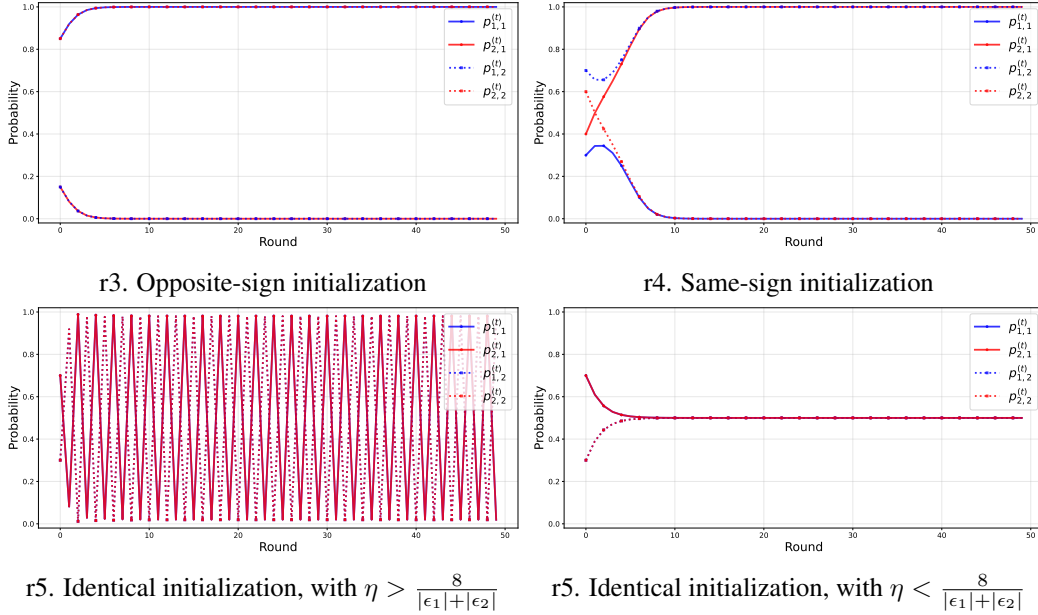 1.0
0.8
0.6
0.4
0.2
0.0
Probability
0 10 20 30 40 50
Round
p_{1,1}^{(t)}
p_{2,1}^{(t)}
p_{1,2}^{(t)}
p_{2,2}^{(t)}
r3. Opposite-sign initialization
1.0
0.8
0.6
0.4
0.2
0.0
Probability
0 10 20 30 40 50
Round
p_{1,1}^{(t)}
p_{2,1}^{(t)}
p_{1,2}^{(t)}
p_{2,2}^{(t)}
r4. Same-sign initialization
1.0
0.8
0.6
0.4
0.2
0.0
Probability
0 10 20 30 40 50
Round
p_{1,1}^{(t)}
p_{2,1}^{(t)}
p_{1,2}^{(t)}
p_{2,2}^{(t)}
r5. Identical initialization, with η > \frac{8}{|ϵ_1|+|ϵ_2|}
1.0
0.8
0.6
0.4
0.2
0.0
Probability
0 10 20 30 40 50
Round
p_{1,1}^{(t)}
p_{2,1}^{(t)}
p_{1,2}^{(t)}
p_{2,2}^{(t)}
r5. Identical initialization, with η < \frac{8}{|ϵ_1|+|ϵ_2|}